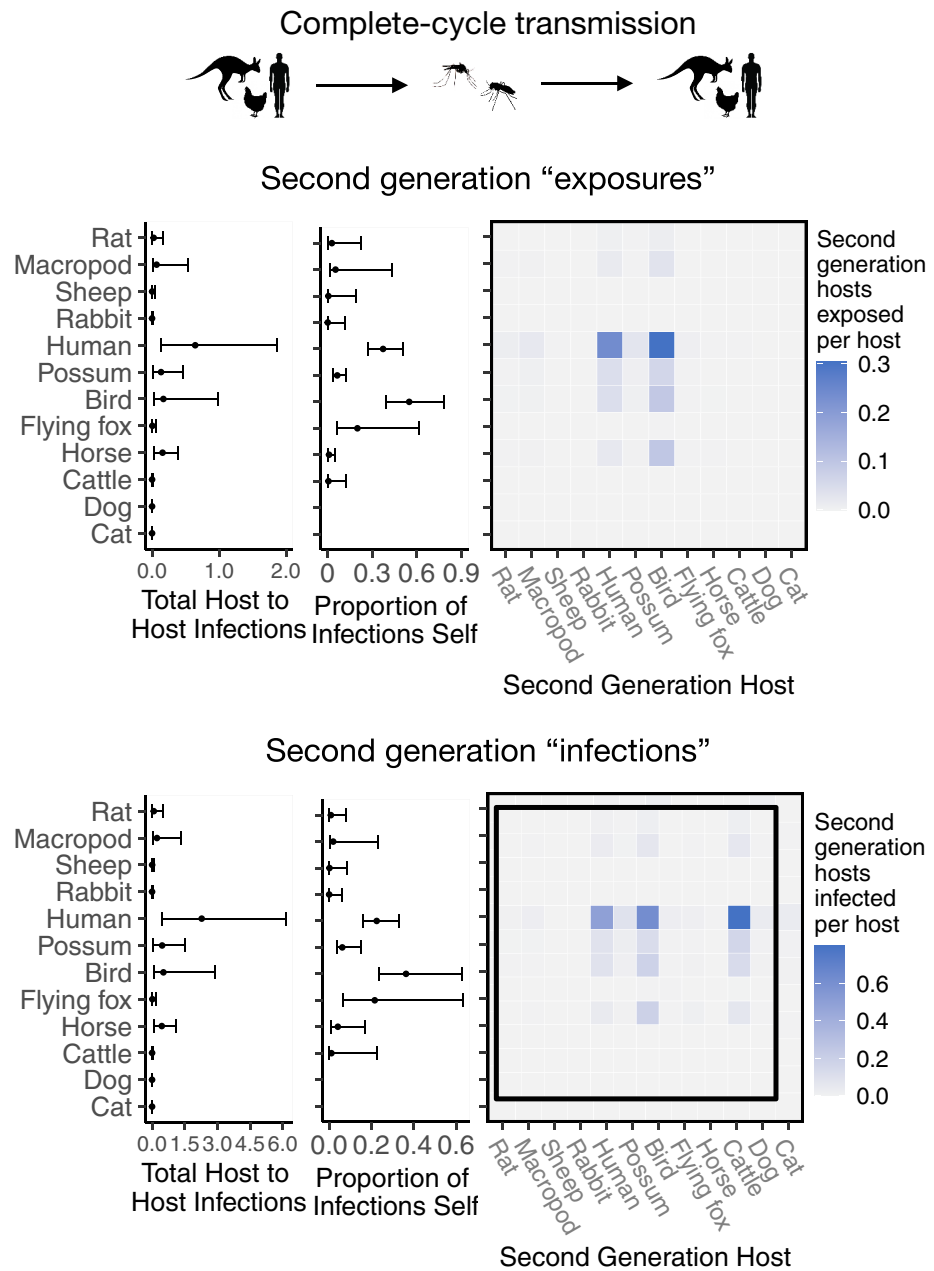 Complete-cycle transmission
Second generation “exposures”
Rat
Macropod
Sheep
Rabbit
Human
Possum
Bird
Flying fox
Horse
Cattle
Dog
Cat
0.0 1.0 2.0
Total Host to
Host Infections
0 0.3 0.6 0.9
Proportion of
Infections Self
Rat Macropod Sheep Rabbit Human Possum Bird Flying fox Horse Cattle Dog Cat
Second Generation Host
Second
generation
hosts
exposed
per host
0.3
0.2
0.1
0.0
Second generation “infections”
Rat
Macropod
Sheep
Rabbit
Human
Possum
Bird
Flying fox
Horse
Cattle
Dog
Cat
0.0 1.5 3.0 4.5 6.0
Total Host to
Host Infections
0.0 0.2 0.4 0.6
Proportion of
Infections Self
Rat Macropod Sheep Rabbit Human Possum Bird Flying fox Horse Cattle Dog Cat
Second Generation Host
Second
generation
hosts
infected
per host
0.6
0.4
0.2
0.0